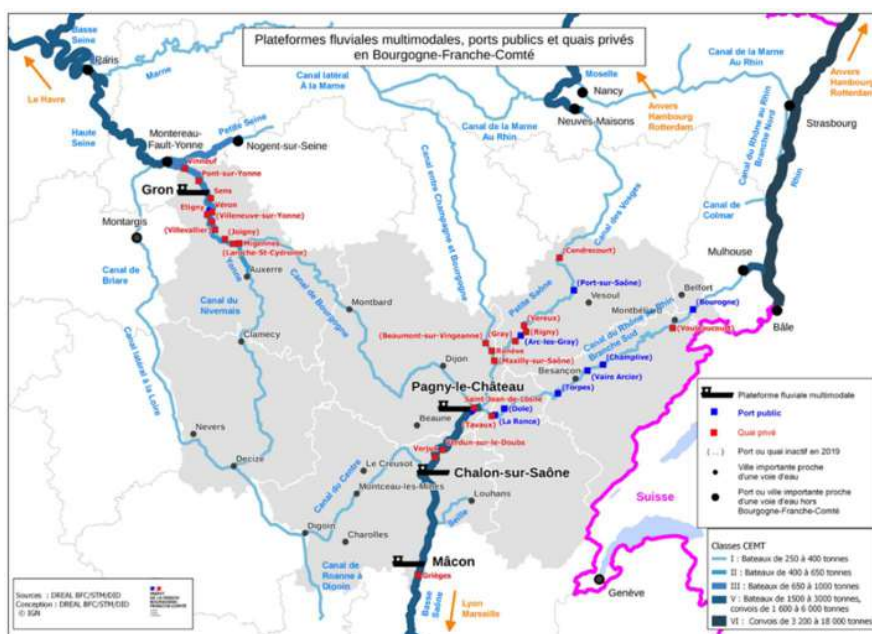 Plateformes fluviales multimodales, ports publics et quais privés
en Bourgogne-Franche-Comté
Basse
Seine
Paris
Marne
Le Havre
Canal latéral
À la Marne
Moselle
Nancy
Neuves-Maisons
Canal de la Marne
Au Rhin
Canal de la Marne
Au Rhin
Anvers
Hambourg
Rotterdam
Anvers
Hambourg
Rotterdam
Strasbourg
Canal du Rhône au Rhin
Branche Nord
Rhin
Canal de
Colmar
Haute
Seine
Montereau-
Fault-Yonne
Petite Seine
Nogent-sur-Seine
Vinneuf
Pont-sur-Yonne
Gron
Sens
Véron
Etigny
(Villeneuve-sur-Yonne)
(Villevallier)
(Joigny)
Migennes
(Laroche-St-Cydroine)
Montargis
Yonne
Auxerre
Canal de
Briare
Canal du
Nivernais
Canal de Bourgogne
Montbard
Clamecy
Canal entre Champagne et Bourgogne
Canal des Vosges
(Port-sur-Saône)
Petite Saône
Vesoul
Mulhouse
Belfort
(Bourogne)
Montbéliard
Bâle
Canal du Rhône au Rhin
Branche Sud
(Vereux)
(Rigny)
Gray
(Arc-les-Gray)
(Beaumont-sur-Vingeanne)
Renève
(Maxilly-sur-Saône)
Dijon
Besançon
(Champlive)
(Vaire Arcier)
(Torpes)
Canal latéral à la Loire
Pagny-le-Château
Saint-Jean-de-Losne
(Dole)
(La Rance)
(Tavaux)
Beaune
Nevers
Decize
Verdun-sur-le-Doubs
Verjux
Le Creusot
Chalon-sur-Saône
Canal du Centre
Montceau-les-Mines
Louhans
Seille
Digoin
Charolles
Canal de
Roanne à
Digoin
Mâcon
Grièges
Basse
Saône
Lyon
Marseille
Suisse
Genève
Plateforme fluviale multimodale
Port public
Quai privé
(...) Port ou quai inactif en 2019
Ville importante proche
d'une voie d'eau
Port ou ville importante proche
d'une voie d'eau hors
Bourgogne-Franche-Comté
Classes CEMT
I : Bateaux de 250 à 400 tonnes
II : Bateaux de 400 à 650 tonnes
III : Bateaux de 650 à 1000 tonnes
V : Bateaux de 1500 à 3000 tonnes,
convois de 1 600 à 6 000 tonnes
VI : Convois de 3 200 à 18 000 tonnes
Sources : DREAL BFC/STM/DID
Conception : DREAL BFC/STM/DID
© IGN